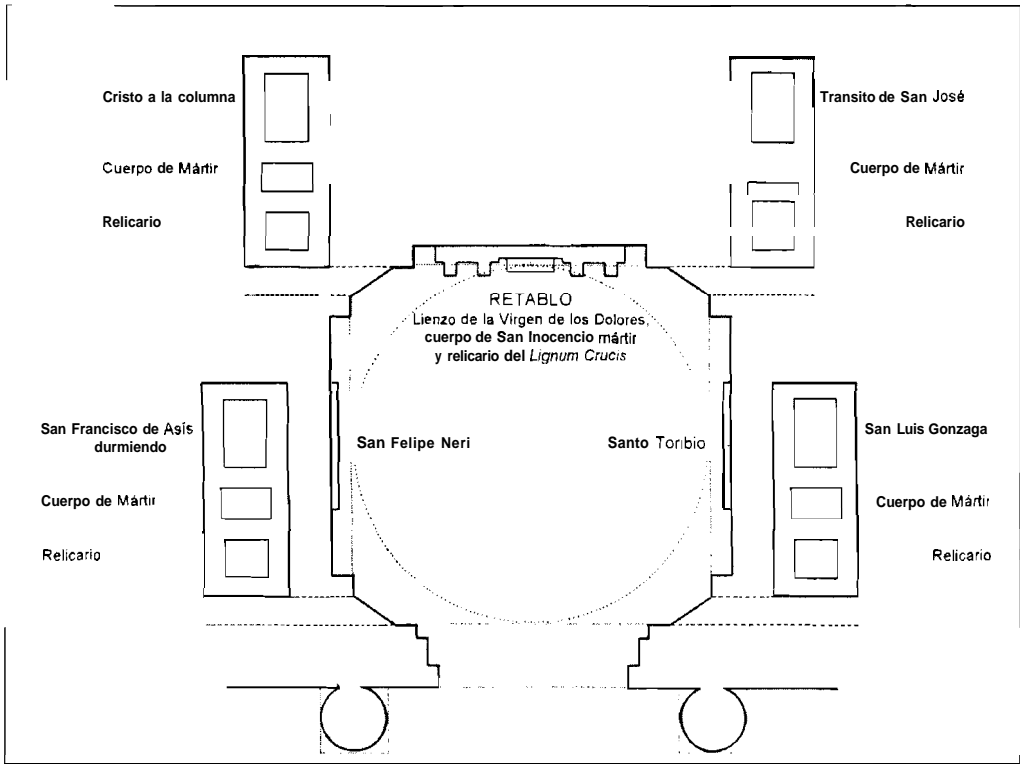 Cristo a la columna
Cuerpo de Mártir
Relicario
Transito de San José
Cuerpo de Mártir
Relicario
RETABLO
Lienzo de la Virgen de los Dolores,
cuerpo de San Inocencio mártir
y relicario del Lignum Crucis
San Francisco de Asís
durmiendo
Cuerpo de Mártir
Relicario
San Felipe Neri
Santo Toribio
San Luis Gonzaga
Cuerpo de Mártir
Relicario